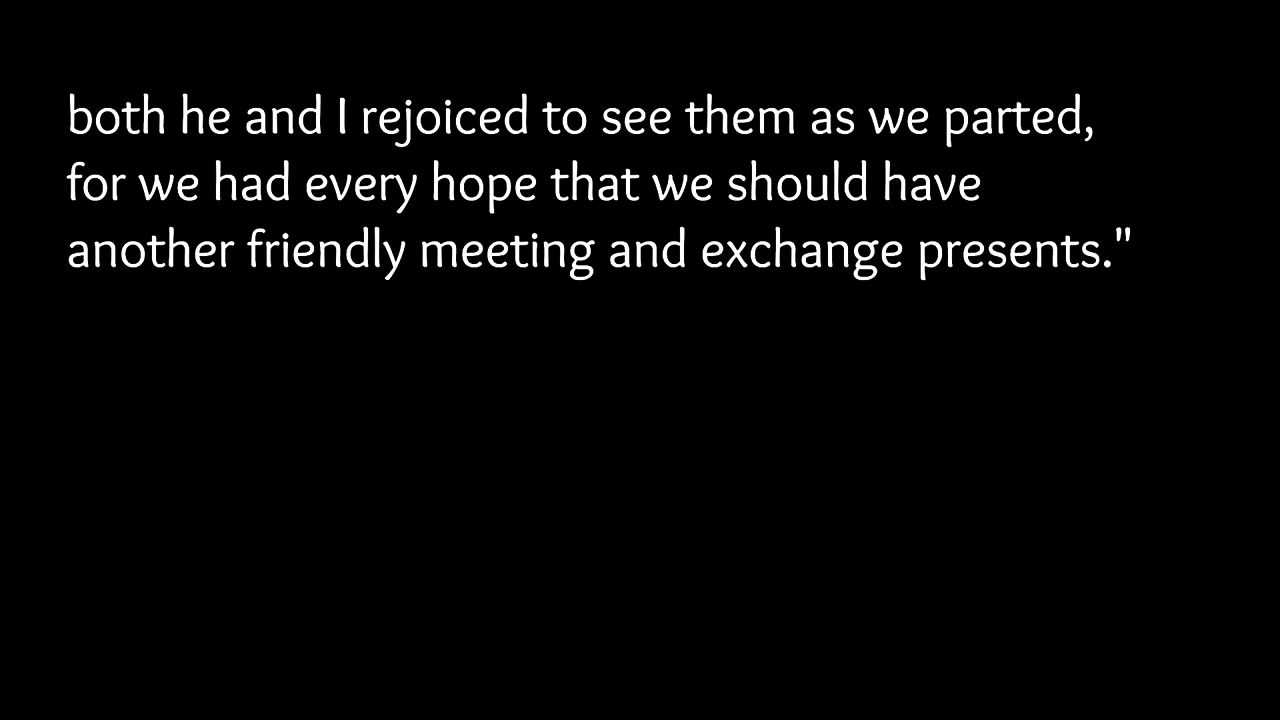 both he and I rejoiced to see them as we parted,
for we had every hope that we should have
another friendly meeting and exchange presents."